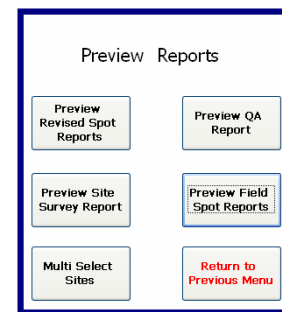 Preview Reports
Preview
Revised Spot
Reports
Preview QA
Report
Preview Site
Survey Report
Preview Field
Spot Reports
Multi Select
Sites
Return to
Previous Menu